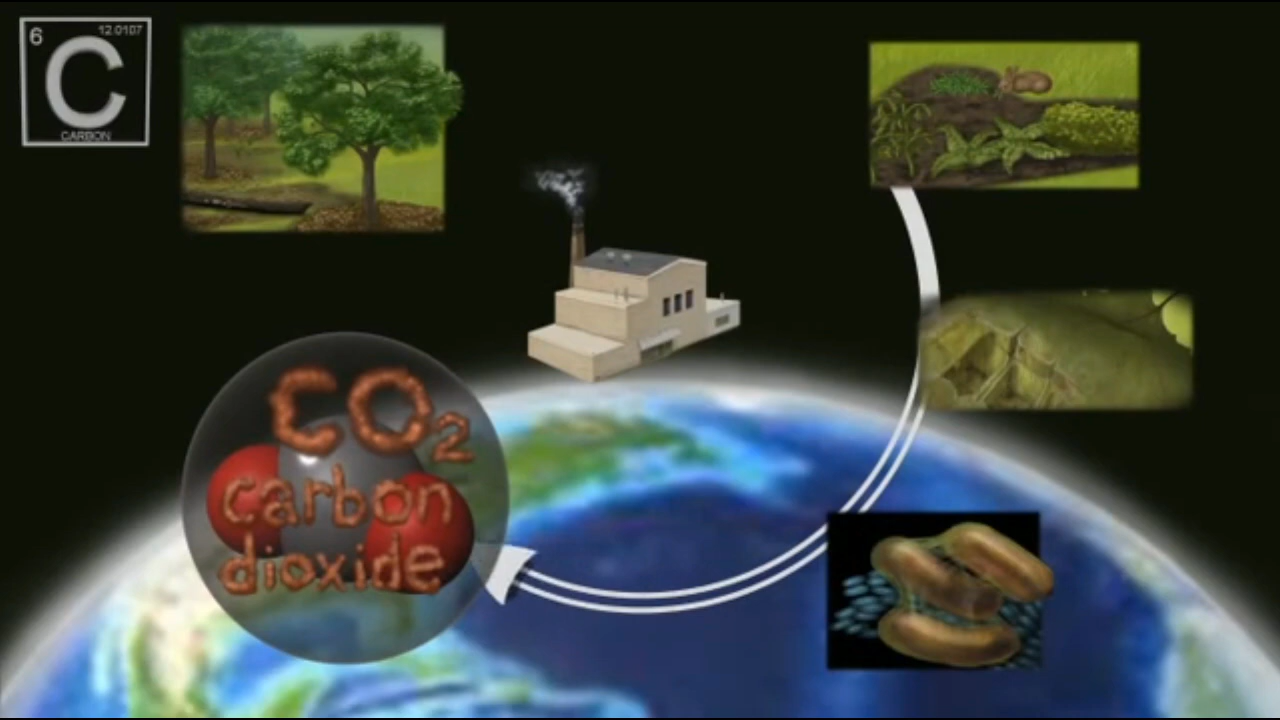 6
12.0107
C
CARBON
CO₂
carbon
dioxide